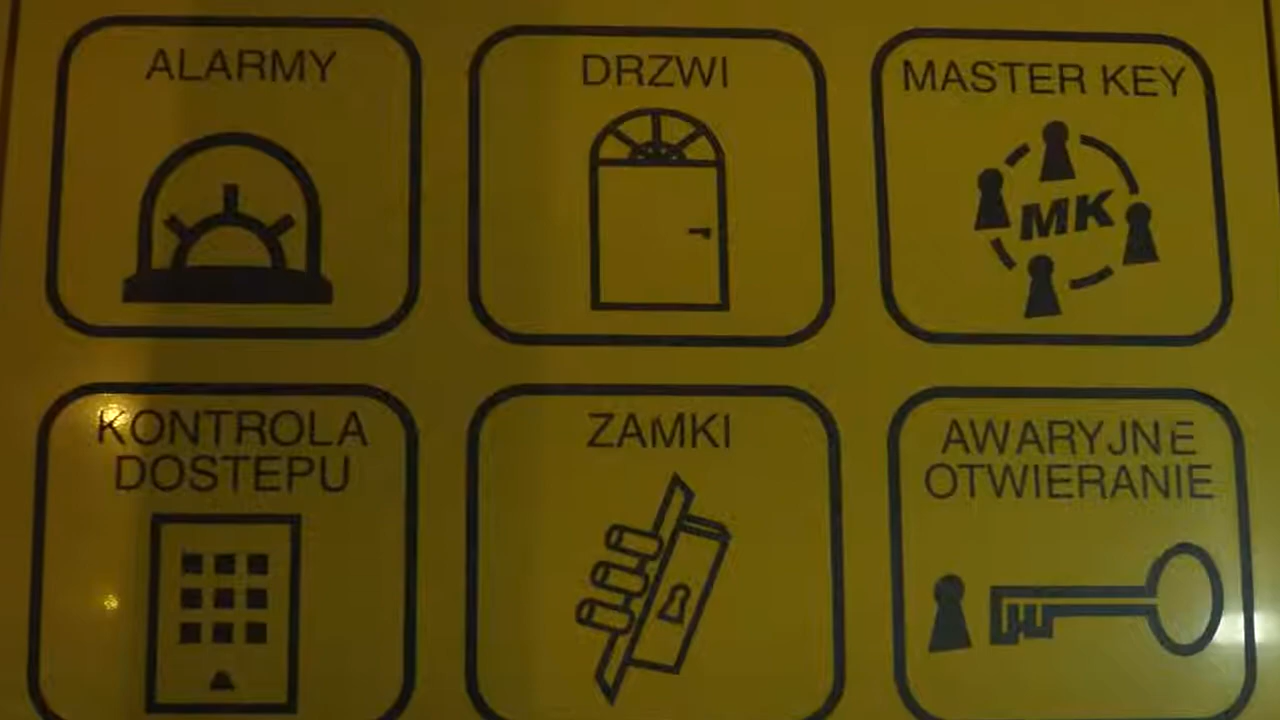 ALARMY
DRZWI
MASTER KEY
MK
KONTROLA
DOSTEPU
ZAMKI
AWARYJNE
OTWIERANIE